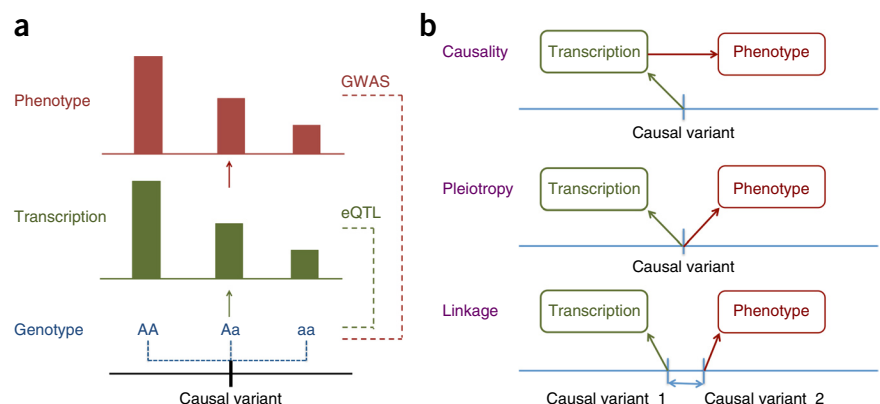 a
Phenotype
GWAS
Transcription
eQTL
Genotype
AA
Aa
aa
Causal variant
b
Causality
Transcription
Phenotype
Causal variant
Pleiotropy
Transcription
Phenotype
Causal variant
Linkage
Transcription
Phenotype
Causal variant 1
Causal variant 2